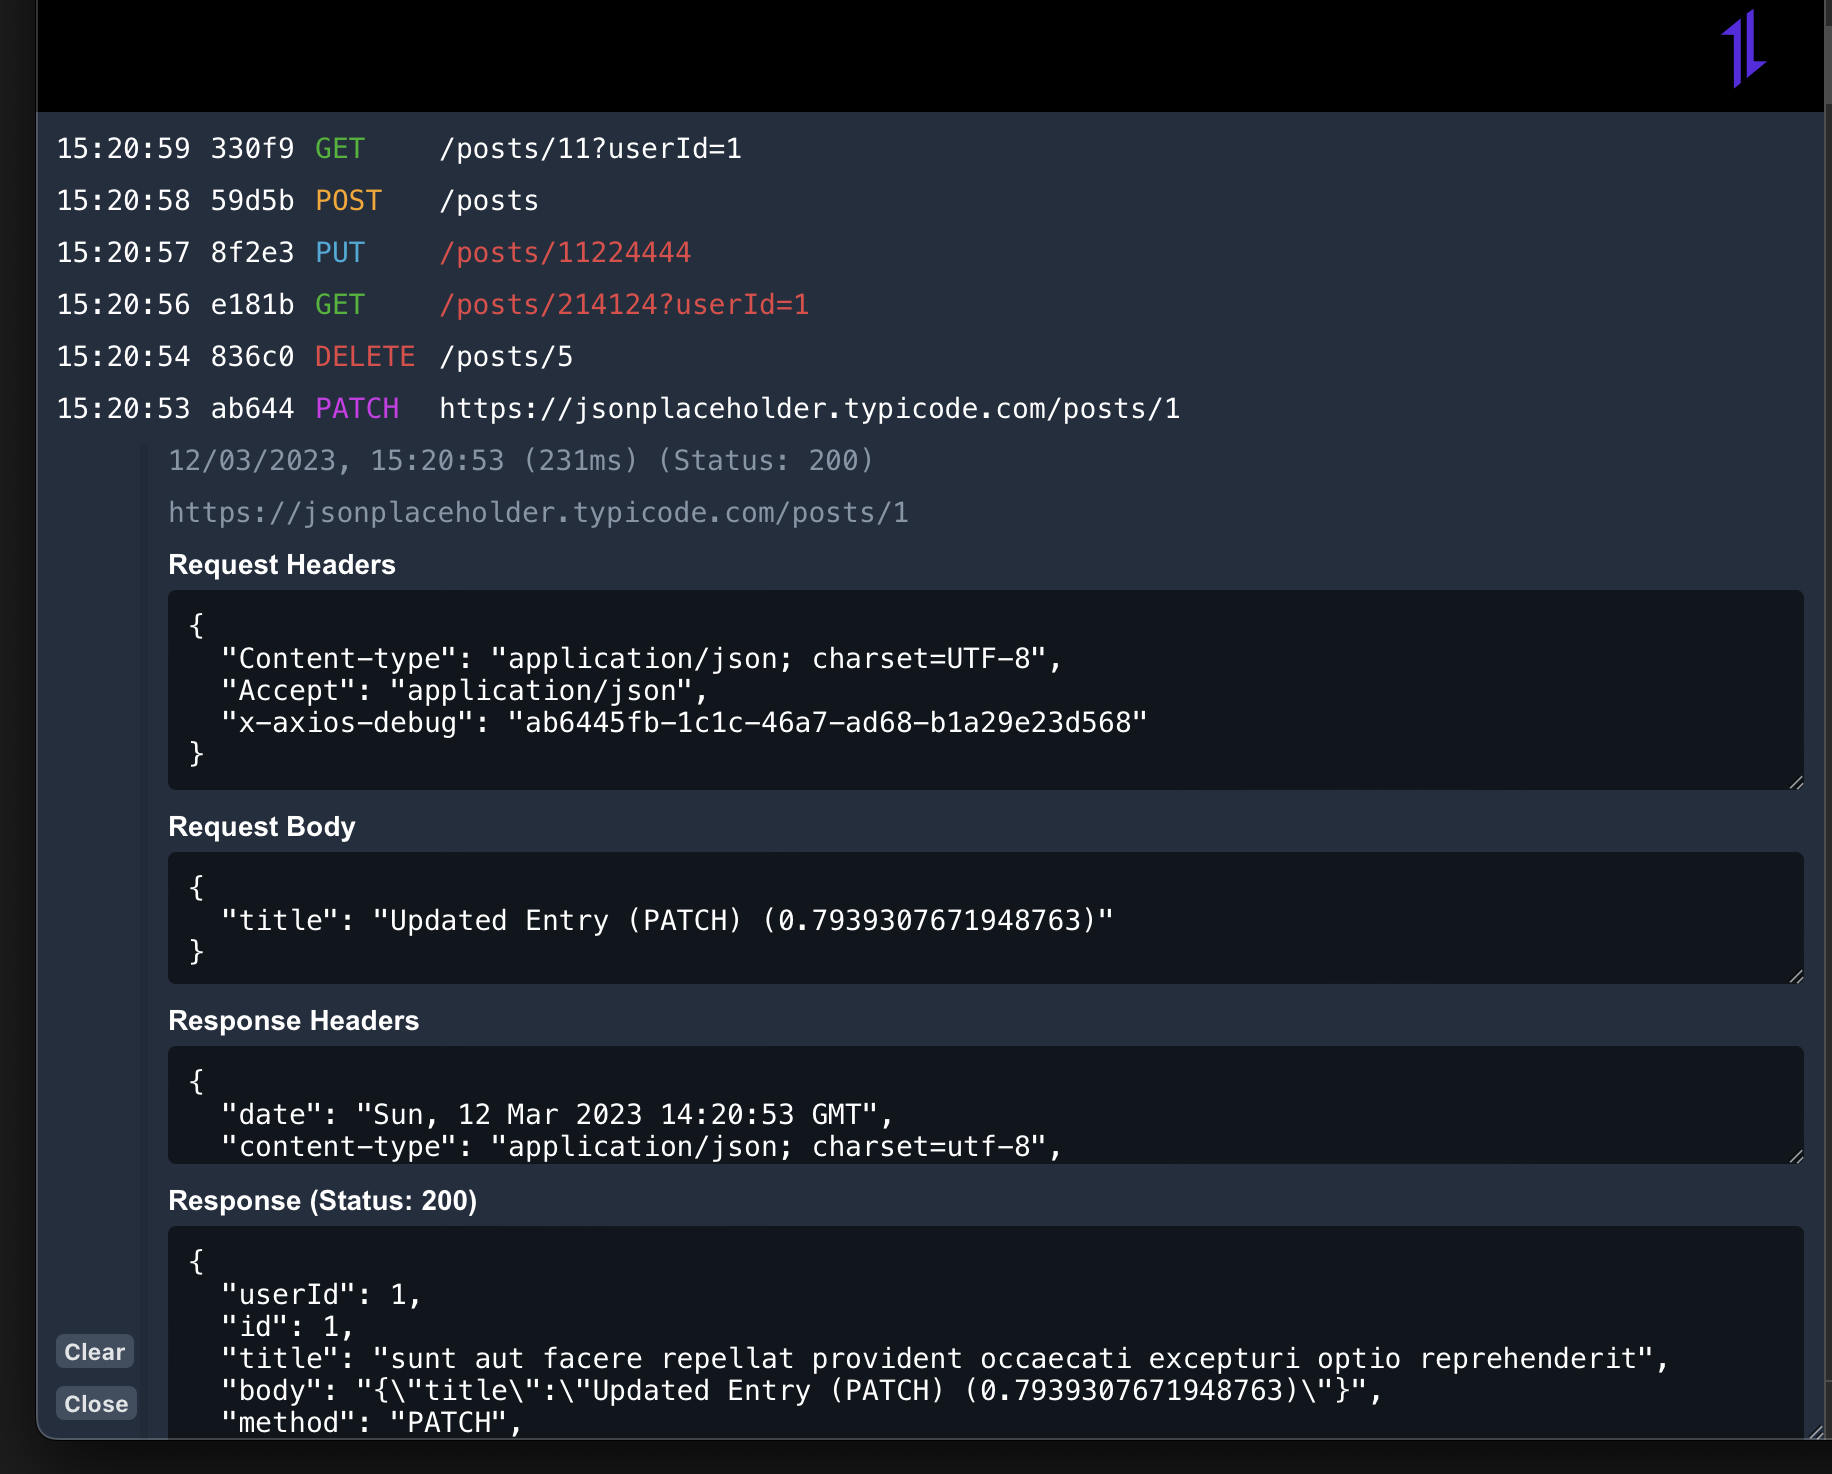 15:20:59 330f9 GET /posts/11?userId=1
15:20:58 59d5b POST /posts
15:20:57 8f2e3 PUT /posts/11224444
15:20:56 e181b GET /posts/214124?userId=1
15:20:54 836c0 DELETE /posts/5
15:20:53 ab644 PATCH https://jsonplaceholder.typicode.com/posts/1
12/03/2023, 15:20:53 (231ms) (Status: 200)
https://jsonplaceholder.typicode.com/posts/1
Request Headers
{
  "Content-type": "application/json; charset=UTF-8",
  "Accept": "application/json",
  "x-axios-debug": "ab6445fb-1c1c-46a7-ad68-b1a29e23d568"
}
Request Body
{
  "title": "Updated Entry (PATCH) (0.7939307671948763)"
}
Response Headers
{
  "date": "Sun, 12 Mar 2023 14:20:53 GMT",
  "content-type": "application/json; charset=utf-8",
Response (Status: 200)
{
  "userId": 1,
  "id": 1,
  "title": "sunt aut facere repellat provident occaecati excepturi optio reprehenderit",
  "body": "{\"title\":\"Updated Entry (PATCH) (0.7939307671948763)\"}",
  "method": "PATCH",
Clear
Close